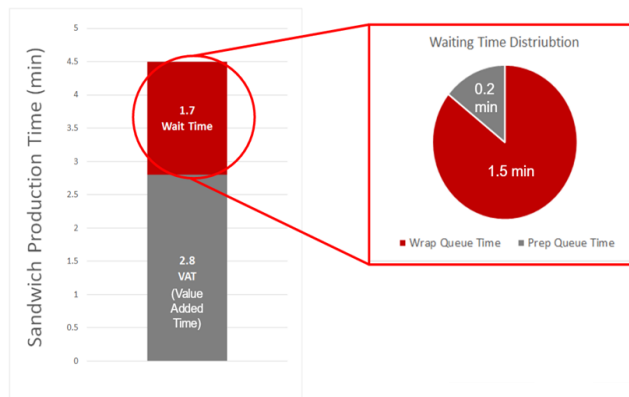 Sandwich Production Time (min)
5
4.5
4
3.5
3
2.5
2
1.5
1
0.5
0
1.7
Wait Time
2.8
VAT
(Value
Added
Time)
Waiting Time Distriubtion
0.2
min
1.5 min
Wrap Queue Time
Prep Queue Time